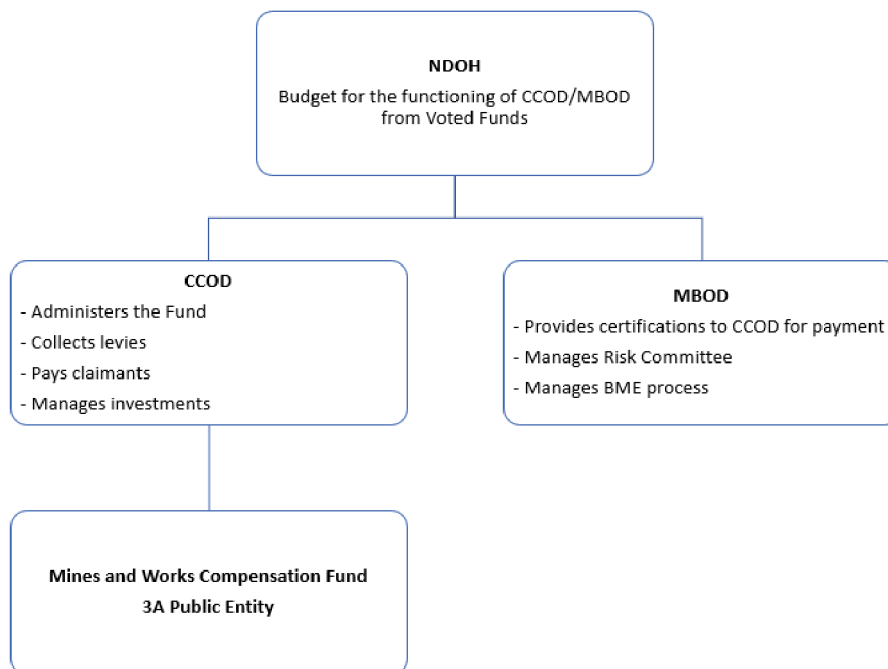 NDOH
Budget for the functioning of CCOD/MBOD
from Voted Funds
CCOD
- Administers the Fund
- Collects levies
- Pays claimants
- Manages investments
MBOD
- Provides certifications to CCOD for payment
- Manages Risk Committee
- Manages BME process
Mines and Works Compensation Fund
3A Public Entity